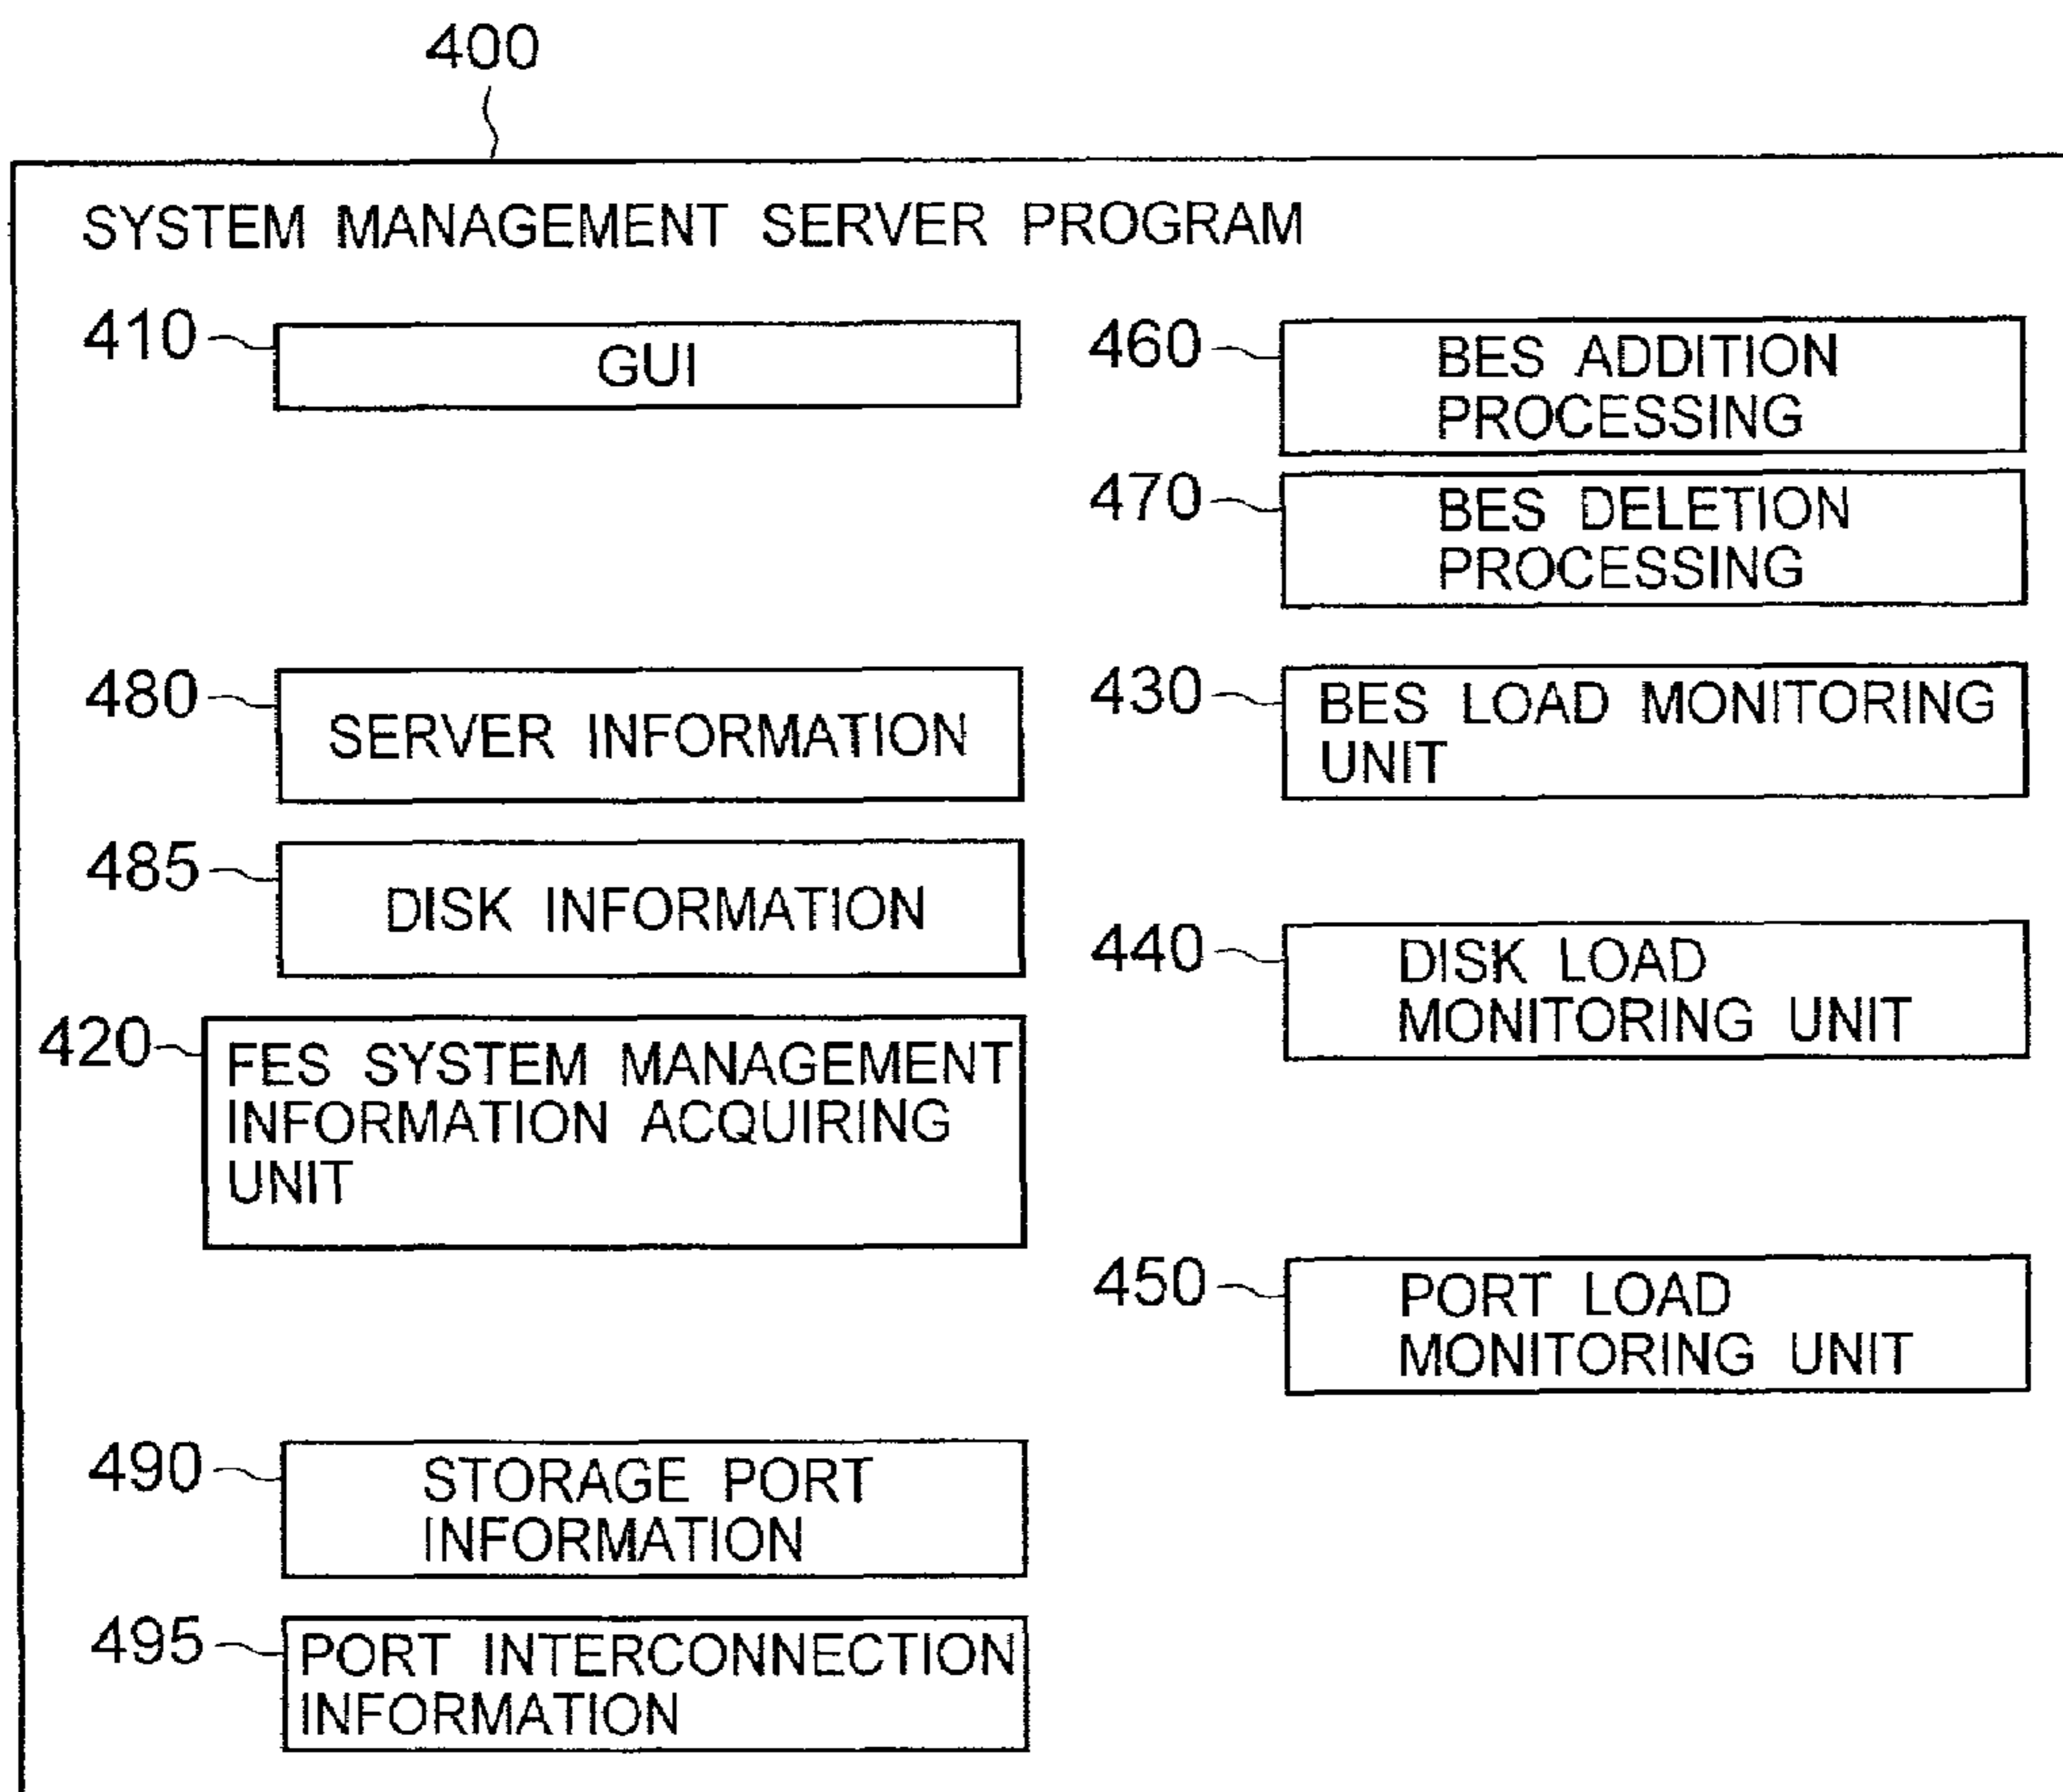 400
SYSTEM MANAGEMENT SERVER PROGRAM
410
GUI
480
SERVER INFORMATION
485
DISK INFORMATION
420
FES SYSTEM MANAGEMENT
INFORMATION ACQUIRING
UNIT
490
STORAGE PORT
INFORMATION
495
PORT INTERCONNECTION
INFORMATION
460
BES ADDITION
PROCESSING
470
BES DELETION
PROCESSING
430
BES LOAD MONITORING
UNIT
440
DISK LOAD
MONITORING UNIT
450
PORT LOAD
MONITORING UNIT